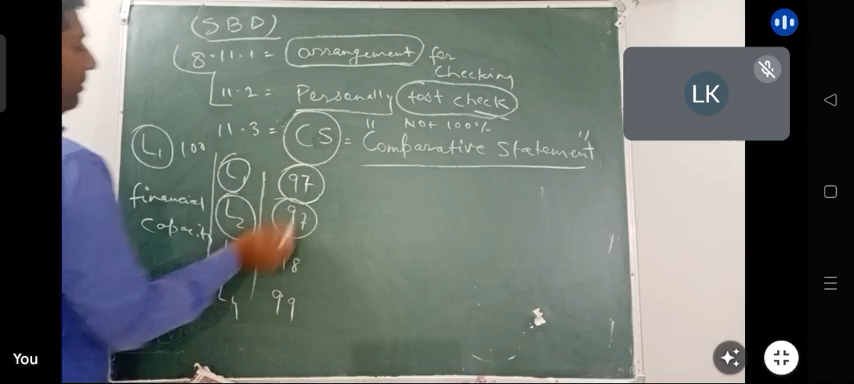 (SBD)
8.11.1 = arrangement for
checking
11.2 = Personally test check
11.3 = CS = "Comparative Statement"
Not 100%
L1 100
L1 97
financial
L2 97
Capacity
L4 99
LK
You